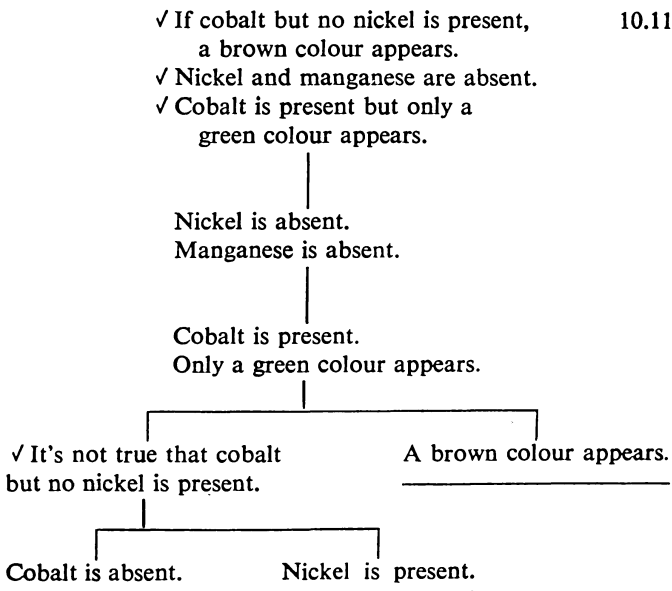 √ If cobalt but no nickel is present, 10.11
a brown colour appears.
√ Nickel and manganese are absent.
√ Cobalt is present but only a
green colour appears.
Nickel is absent.
Manganese is absent.
Cobalt is present.
Only a green colour appears.
√ It's not true that cobalt
but no nickel is present.
A brown colour appears.
Cobalt is absent.
Nickel is present.